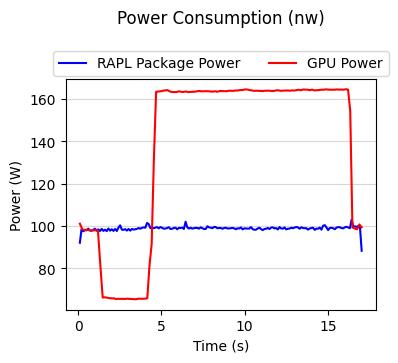 Power Consumption (nw)
RAPL Package Power
GPU Power
160
140
120
100
80
Power (W)
0
5
10
15
Time (s)